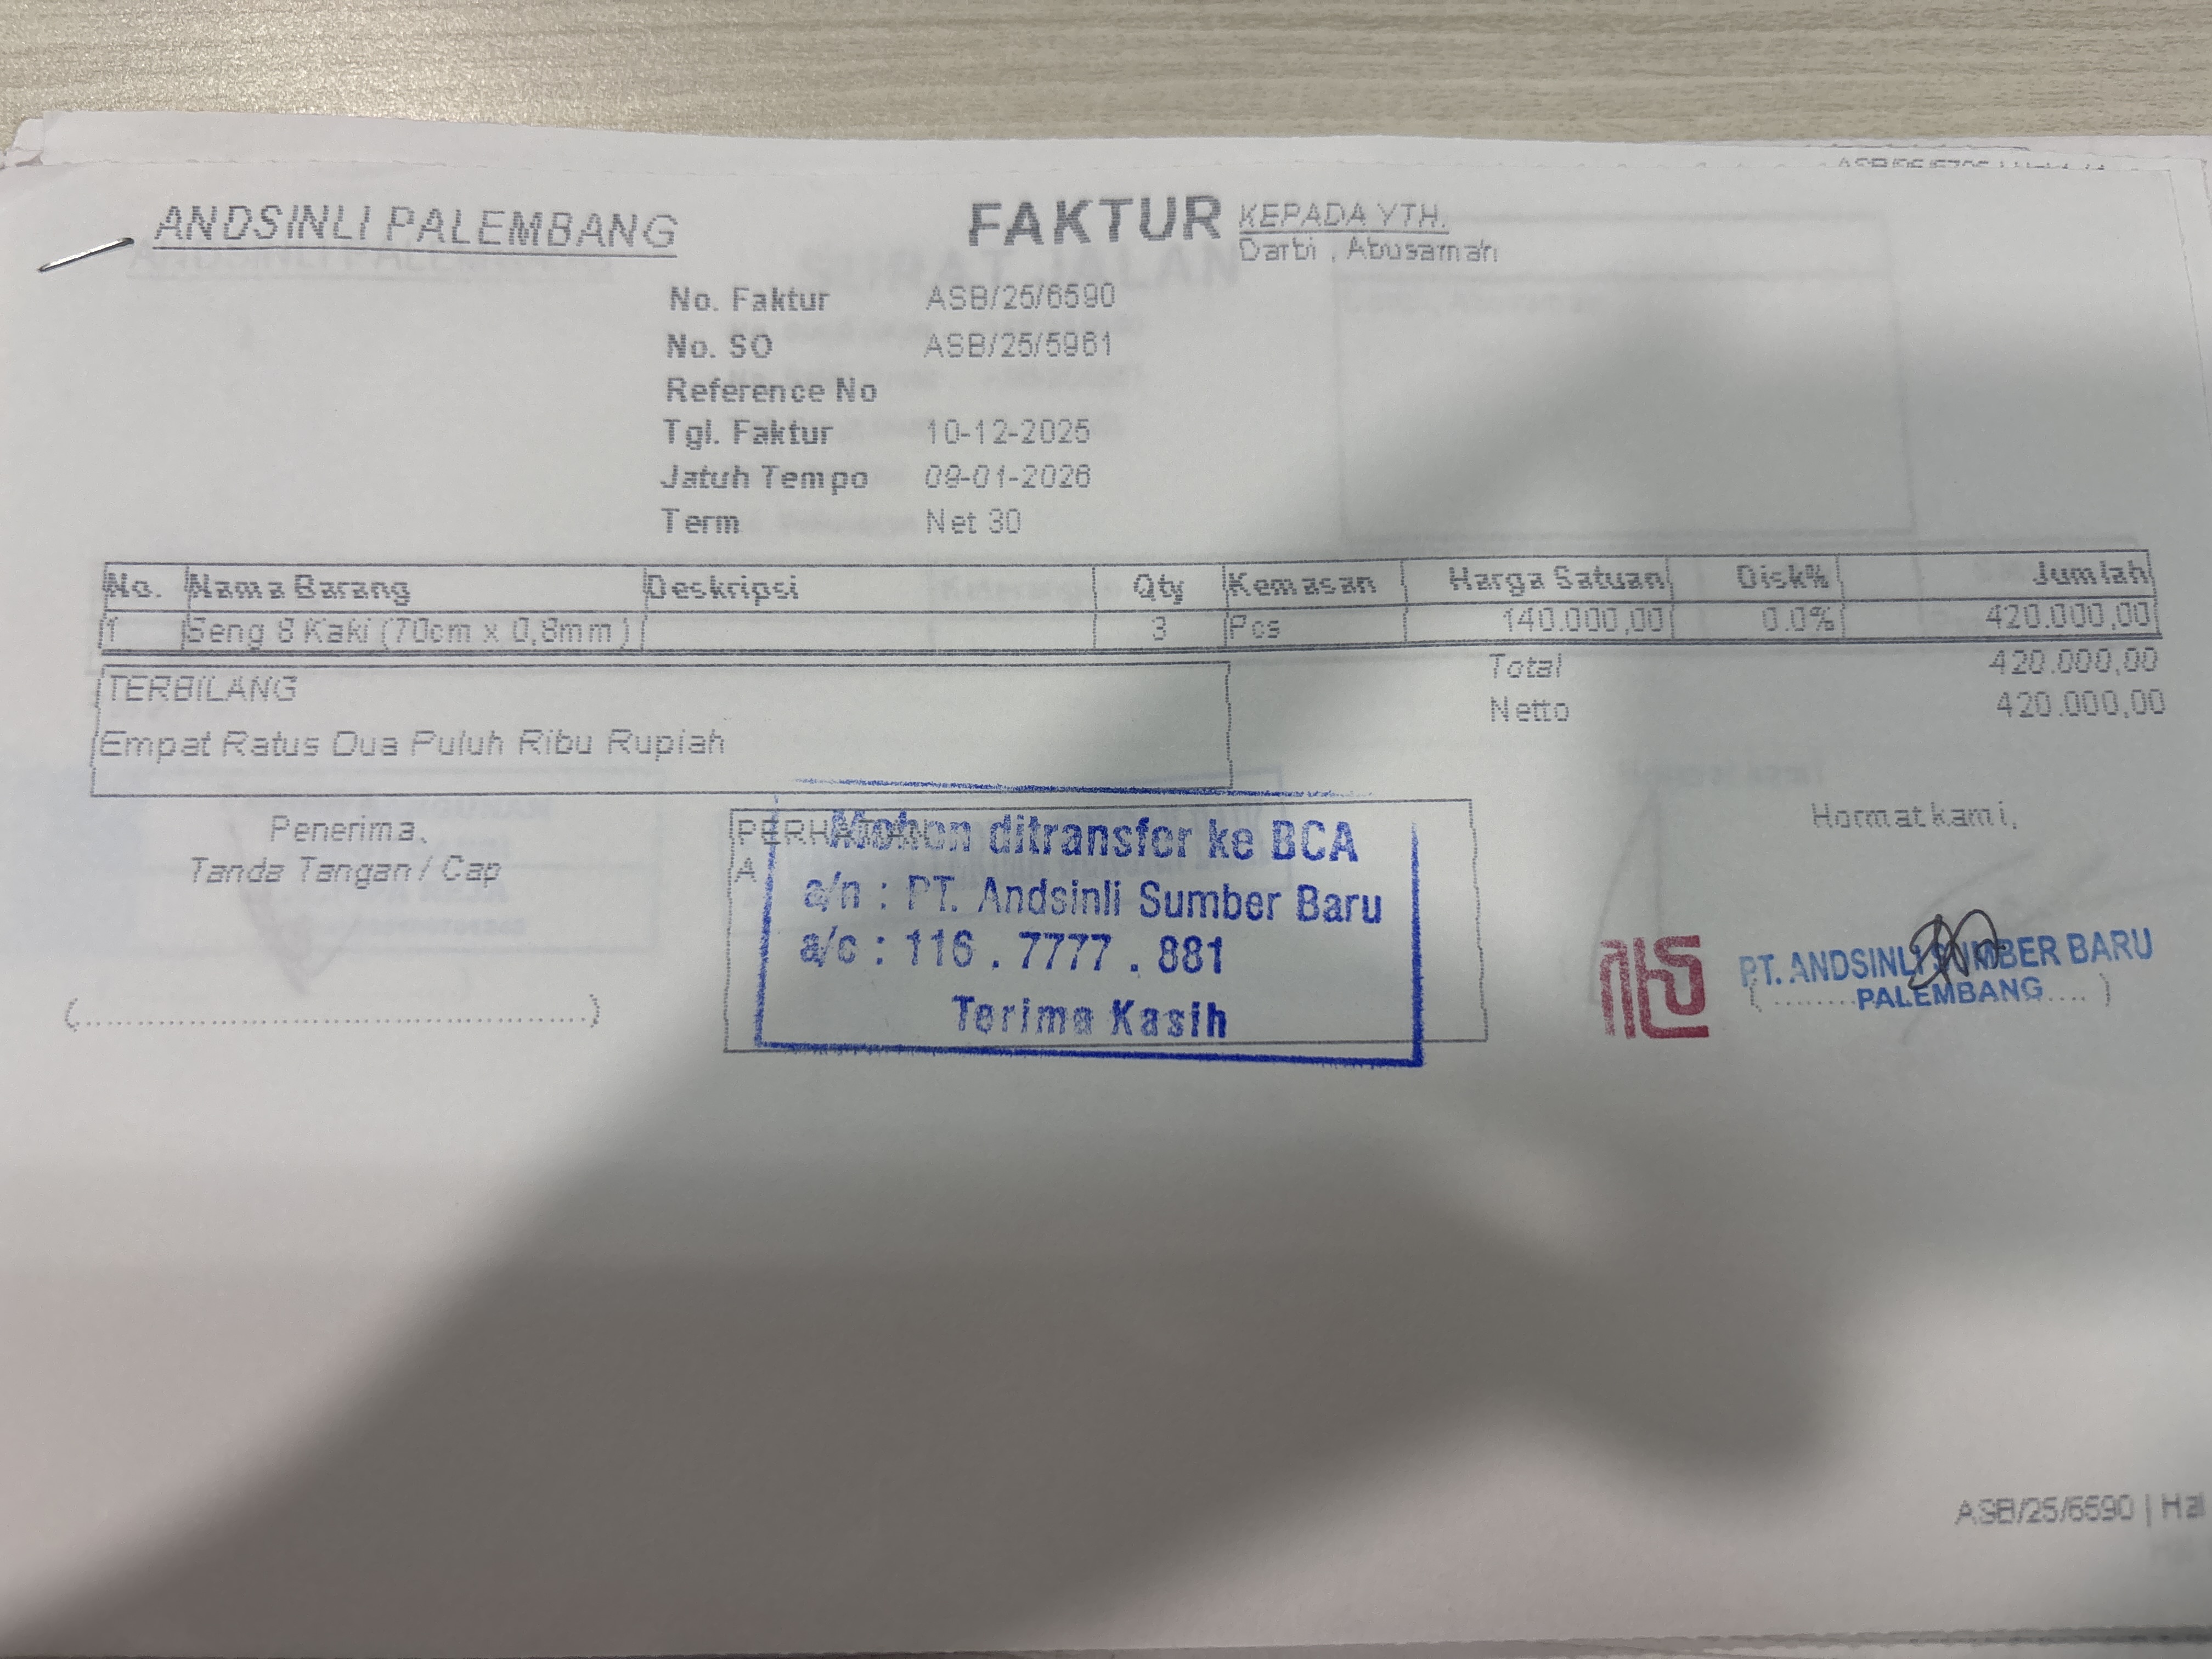 ANDSINLI PALEMBANG
FAKTUR
KEPADA YTH.
Darbi , Abusamah
No. Faktur ASB/25/6590
No. SO ASB/25/5961
Reference No
Tgl. Faktur 10-12-2025
Jatuh Tempo 09-01-2026
Term Net 30
No. Nama Barang Deskripsi Qty Kemasan Harga Satuan Disk% Jumlah
1 Seng 8 Kaki (70cm x 0,8mm) 3 Pcs 140.000,00 0.0% 420.000,00
Total 420.000,00
Netto 420.000,00
TERBILANG
Empat Ratus Dua Puluh Ribu Rupiah
Penerima,
Tanda Tangan / Cap
(................................................)
PERHATIAN
A
Mohon ditransfer ke BCA
a/n : PT. Andsinli Sumber Baru
a/c : 116 . 7777 . 881
Terima Kasih
Hormat kami,
PT. ANDSINLI SUMBER BARU
PALEMBANG
ASB/25/6590 | Hal